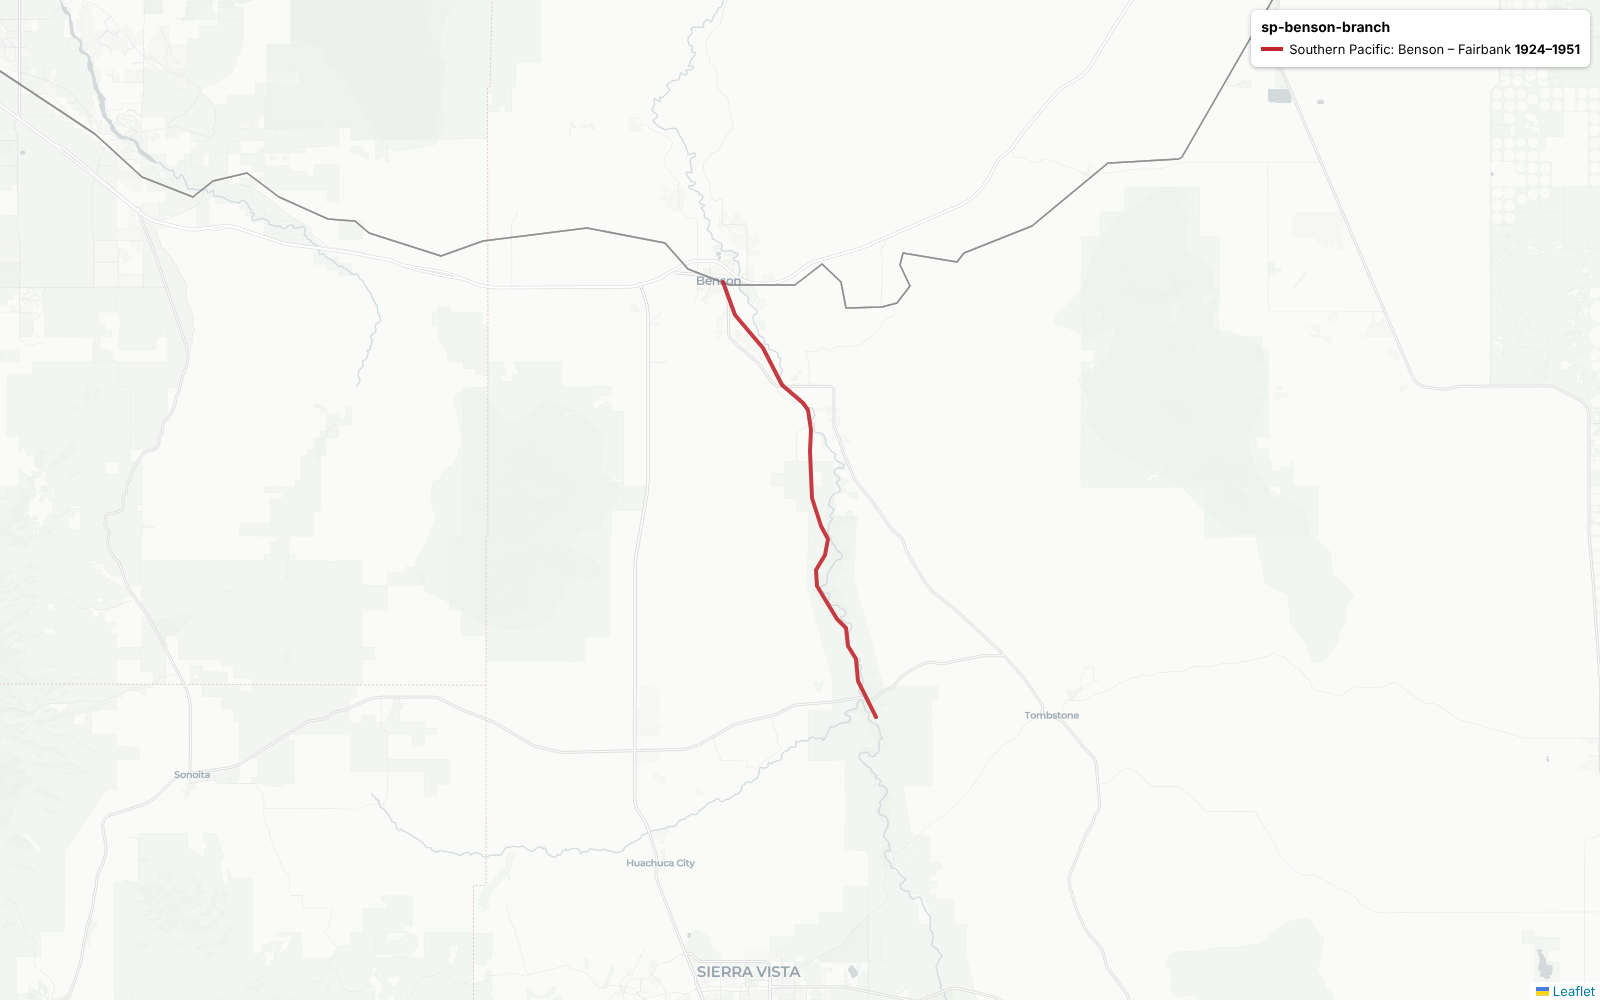 sp-benson-branch
Southern Pacific: Benson – Fairbank 1924–1951
Benson
Tombstone
Sonoita
Huachuca City
SIERRA VISTA
Leaflet